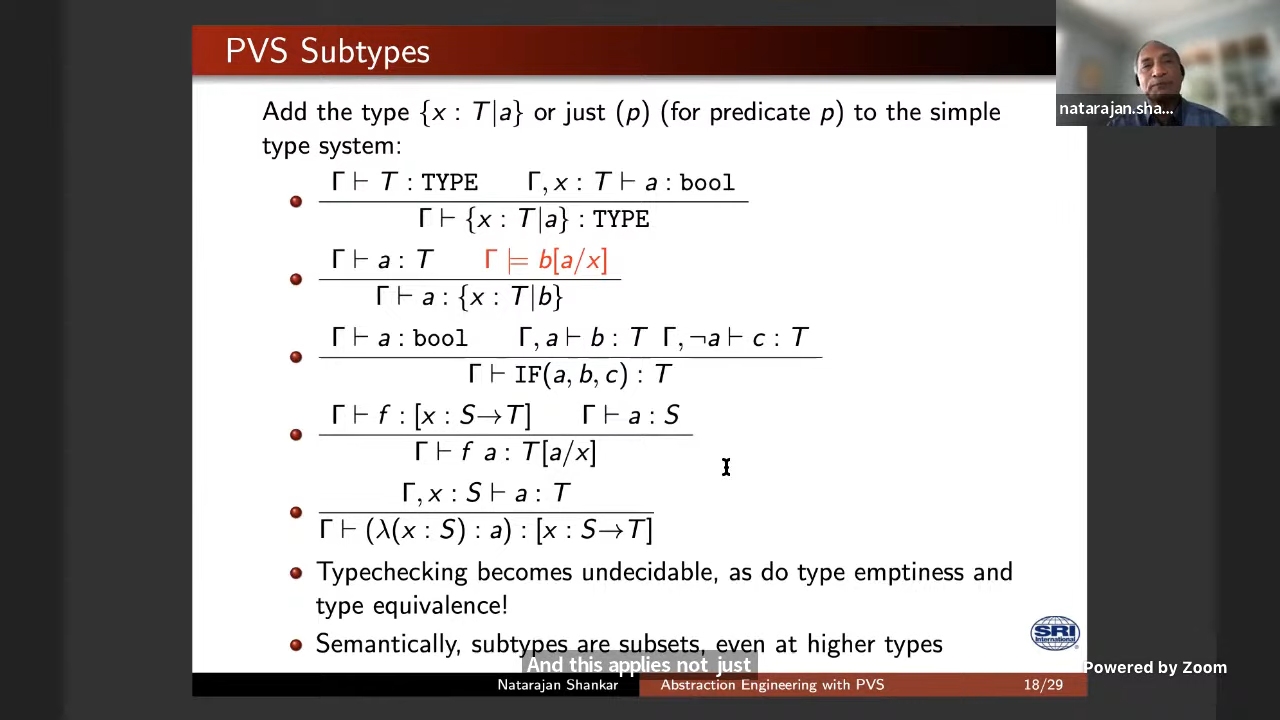 PVS Subtypes
natarajan.sha...
Add the type {x : T|a} or just (p) (for predicate p) to the simple
type system:
Γ ⊢ T : TYPE Γ, x : T ⊢ a : bool
Γ ⊢ {x : T|a} : TYPE
Γ ⊢ a : T Γ ⊨ b[a/x]
Γ ⊢ a : {x : T|b}
Γ ⊢ a : bool Γ, a ⊢ b : T Γ, ¬a ⊢ c : T
Γ ⊢ IF(a, b, c) : T
Γ ⊢ f : [x : S→T] Γ ⊢ a : S
Γ ⊢ f a : T[a/x]
Γ, x : S ⊢ a : T
Γ ⊢ (λ(x : S) : a) : [x : S→T]
Typechecking becomes undecidable, as do type emptiness and
type equivalence!
Semantically, subtypes are subsets, even at higher types
SRI
International
And this applies not just
Powered by Zoom
Natarajan Shankar Abstraction Engineering with PVS 18/29